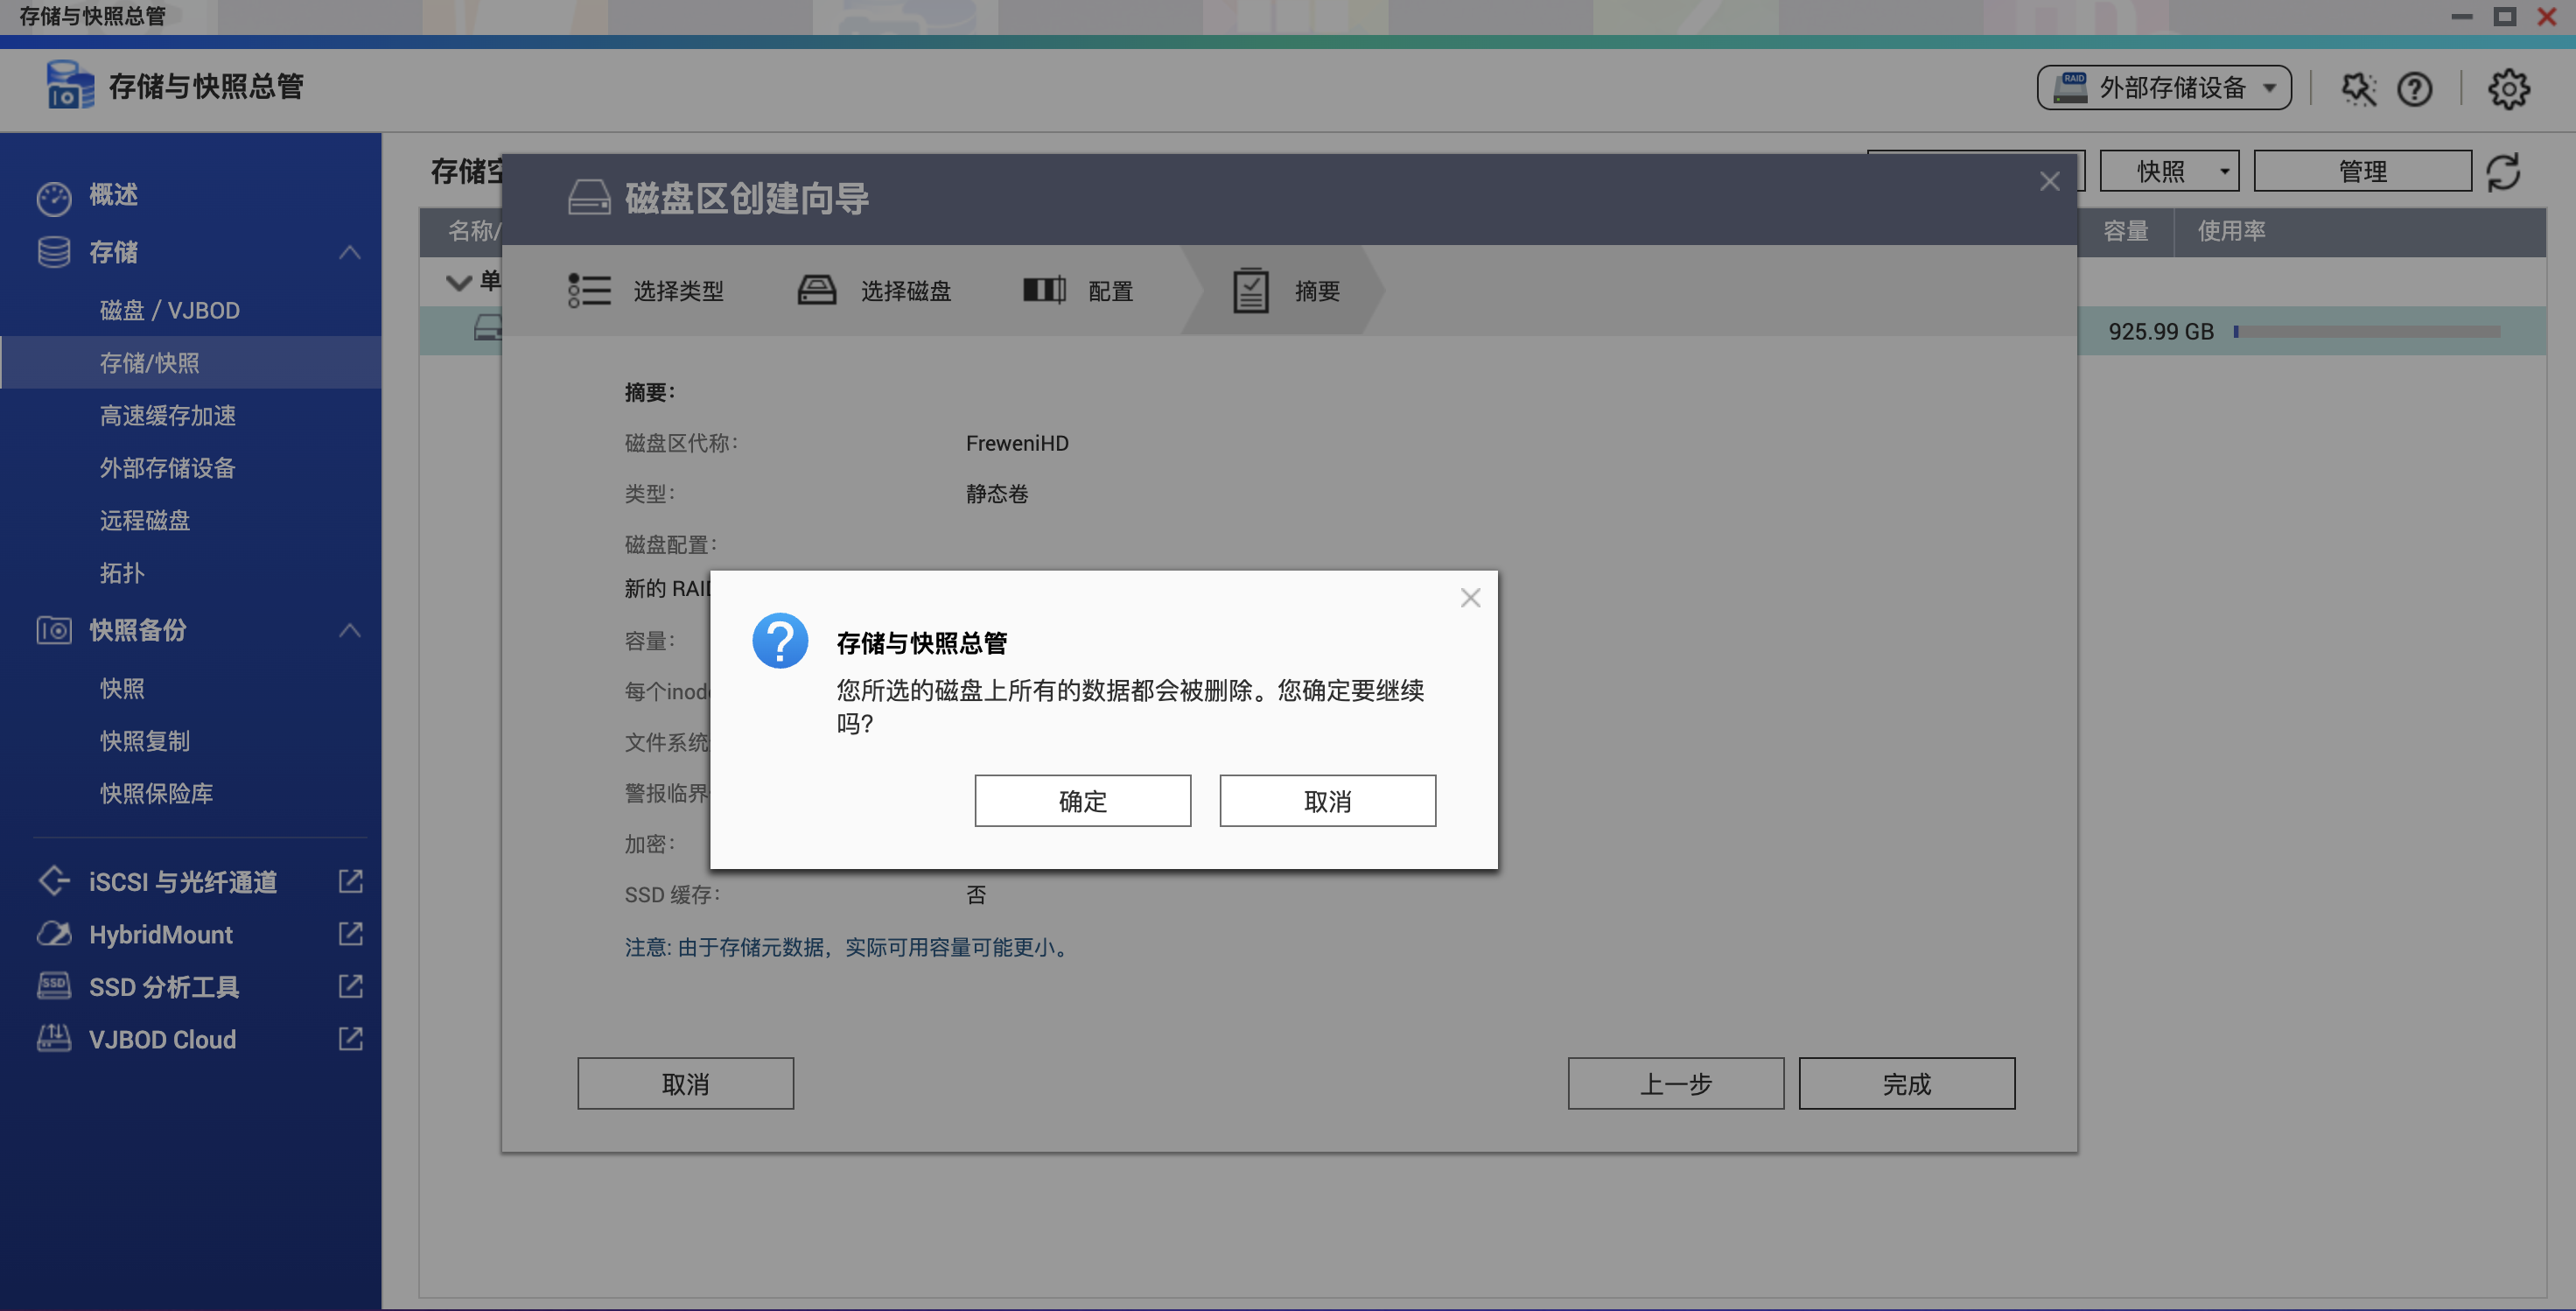 存储与快照总管
存储与快照总管
外部存储设备
概述
存储
磁盘 / VJBOD
存储/快照
高速缓存加速
外部存储设备
远程磁盘
拓扑
快照备份
快照
快照复制
快照保险库
iSCSI 与光纤通道
HybridMount
SSD 分析工具
VJBOD Cloud
存储空
快照
管理
名称/
容量
使用率
单
925.99 GB
磁盘区创建向导
选择类型
选择磁盘
配置
摘要
摘要：
磁盘区代称： FreweniHD
类型： 静态卷
磁盘配置：
新的 RAID
容量：
每个inod
文件系统
警报临界
加密：
SSD 缓存： 否
注意: 由于存储元数据，实际可用容量可能更小。
取消
上一步
完成
存储与快照总管
您所选的磁盘上所有的数据都会被删除。您确定要继续
吗?
确定
取消